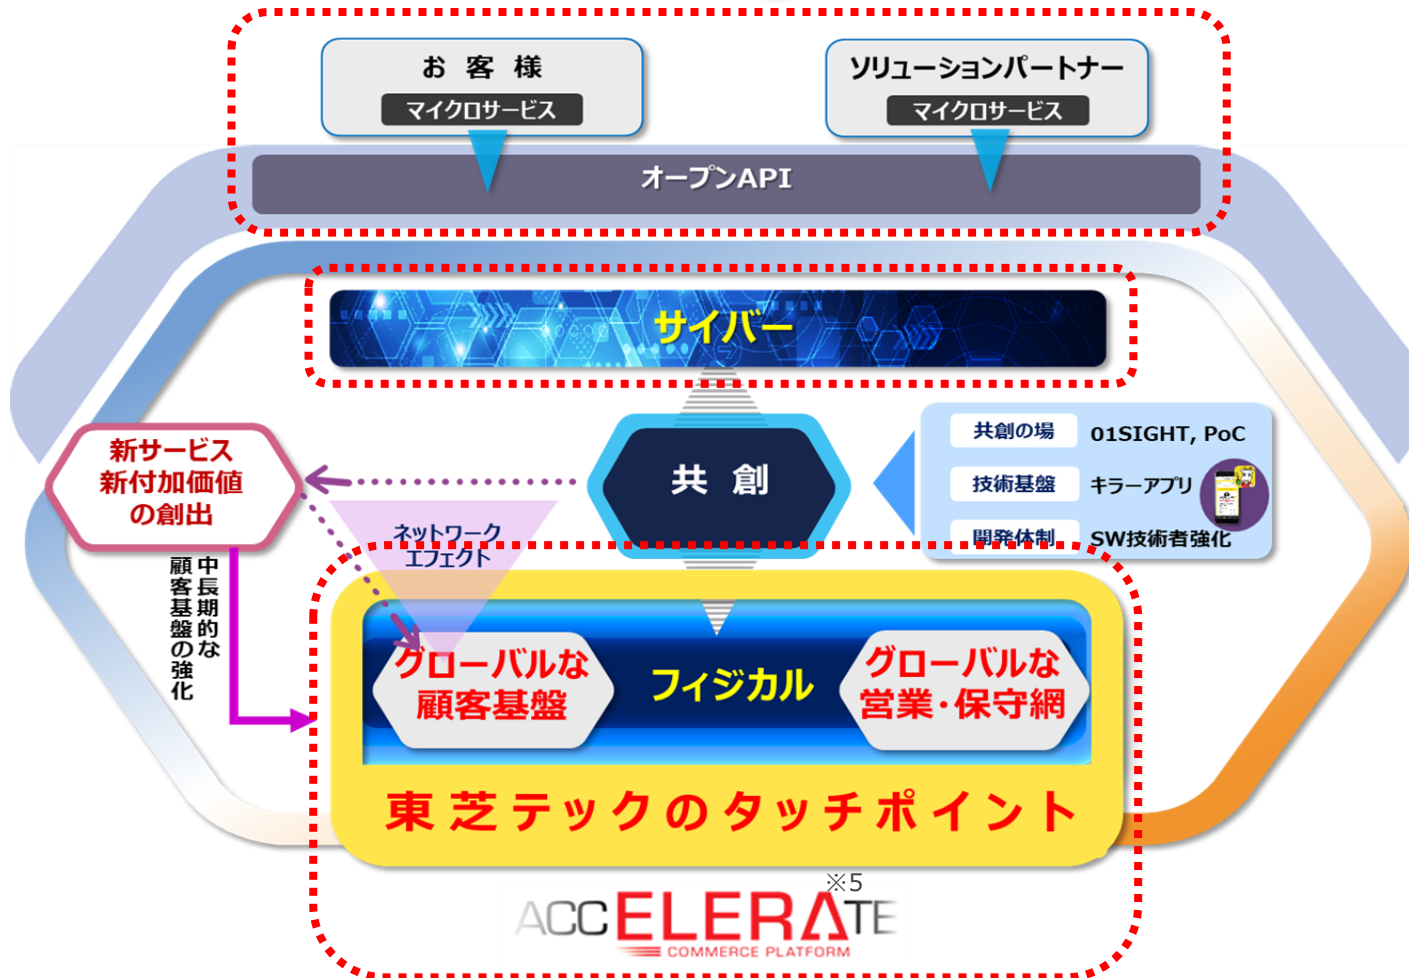 お 客 様
マイクロサービス
ソリューションパートナー
マイクロサービス
オープンAPI
サイバー
新サービス
新付加価値
の創出
共 創
共創の場 01SIGHT, PoC
技術基盤 キラーアプリ
開発体制 SW技術者強化
ネットワーク
エフェクト
中長期的な
顧客基盤の強化
グローバルな
顧客基盤
フィジカル
グローバルな
営業・保守網
東芝テックのタッチポイント
※5
ACCELERATE
COMMERCE PLATFORM